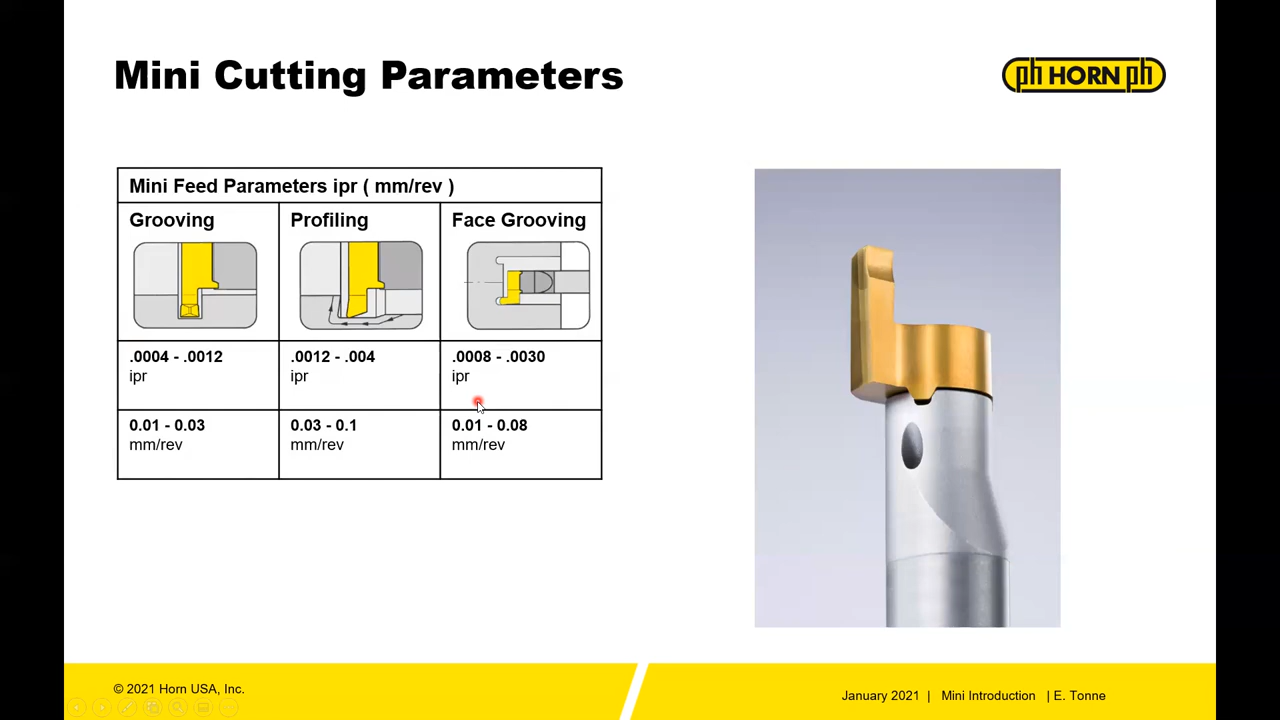 Mini Cutting Parameters
ph HORN ph
Mini Feed Parameters ipr ( mm/rev )
Grooving
Profiling
Face Grooving
.0004 - .0012
ipr
.0012 - .004
ipr
.0008 - .0030
ipr
0.01 - 0.03
mm/rev
0.03 - 0.1
mm/rev
0.01 - 0.08
mm/rev
© 2021 Horn USA, Inc.
January 2021 | Mini Introduction | E. Tonne